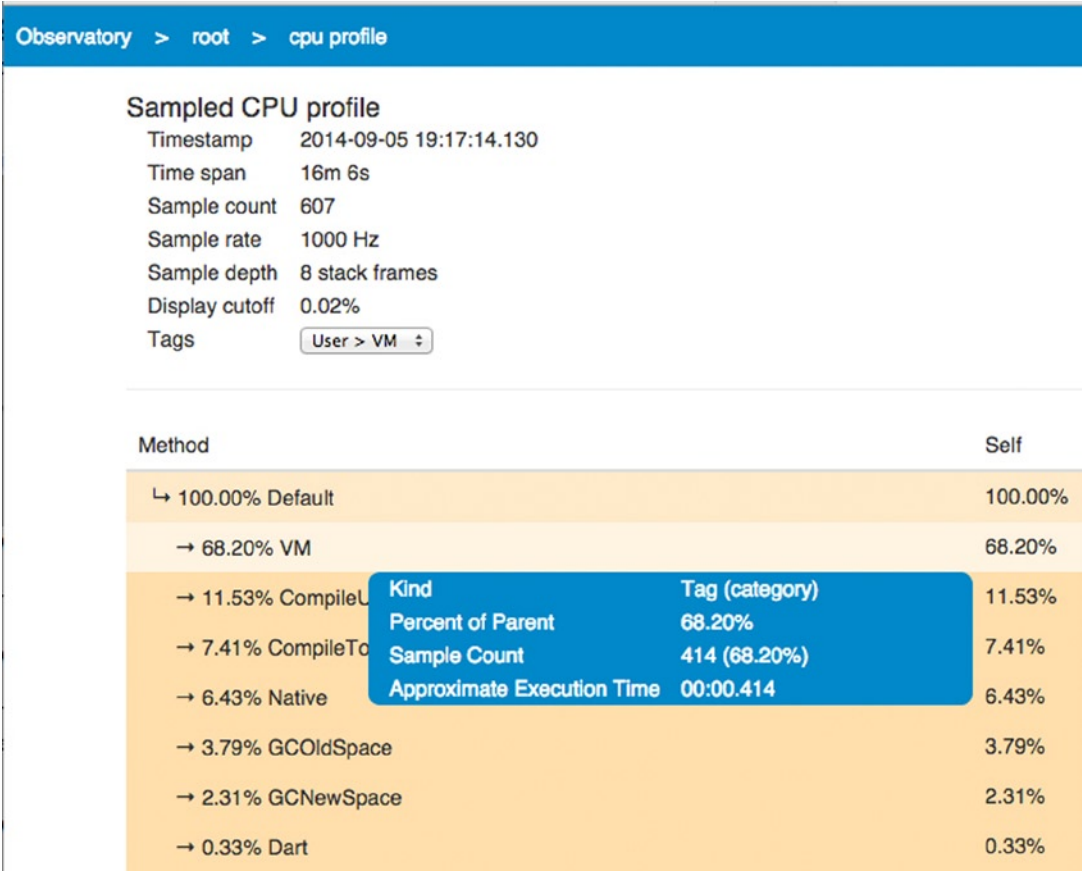 Observatory > root > cpu profile
Sampled CPU profile
Timestamp 2014-09-05 19:17:14.130
Time span 16m 6s
Sample count 607
Sample rate 1000 Hz
Sample depth 8 stack frames
Display cutoff 0.02%
Tags User > VM
Method Self
↳ 100.00% Default 100.00%
→ 68.20% VM 68.20%
→ 11.53% 11.53%
→ 7.41% 7.41%
→ 6.43% Native 6.43%
Kind Tag (category)
Percent of Parent 68.20%
Sample Count 414 (68.20%)
Approximate Execution Time 00:00.414
→ 3.79% GCOldSpace 3.79%
→ 2.31% GCNewSpace 2.31%
→ 0.33% Dart 0.33%